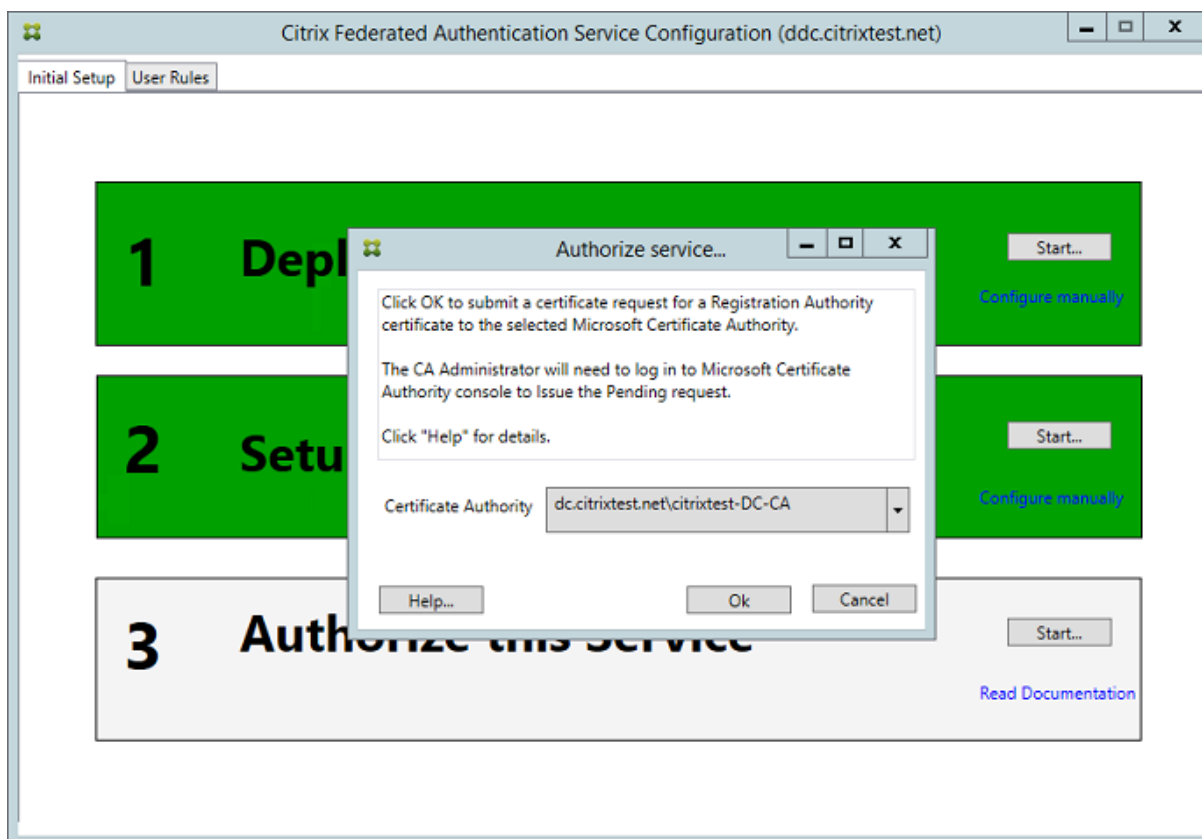 Citrix Federated Authentication Service Configuration (ddc.citrixtest.net)
Initial Setup User Rules
1
Start...
Configure manually
Authorize service...
Click OK to submit a certificate request for a Registration Authority
certificate to the selected Microsoft Certificate Authority.
The CA Administrator will need to log in to Microsoft Certificate
Authority console to Issue the Pending request.
Click "Help" for details.
Certificate Authority dc.citrixtest.net\citrixtest-DC-CA
Help... Ok Cancel
2
Start...
Configure manually
3 Authorize this Service
Start...
Read Documentation